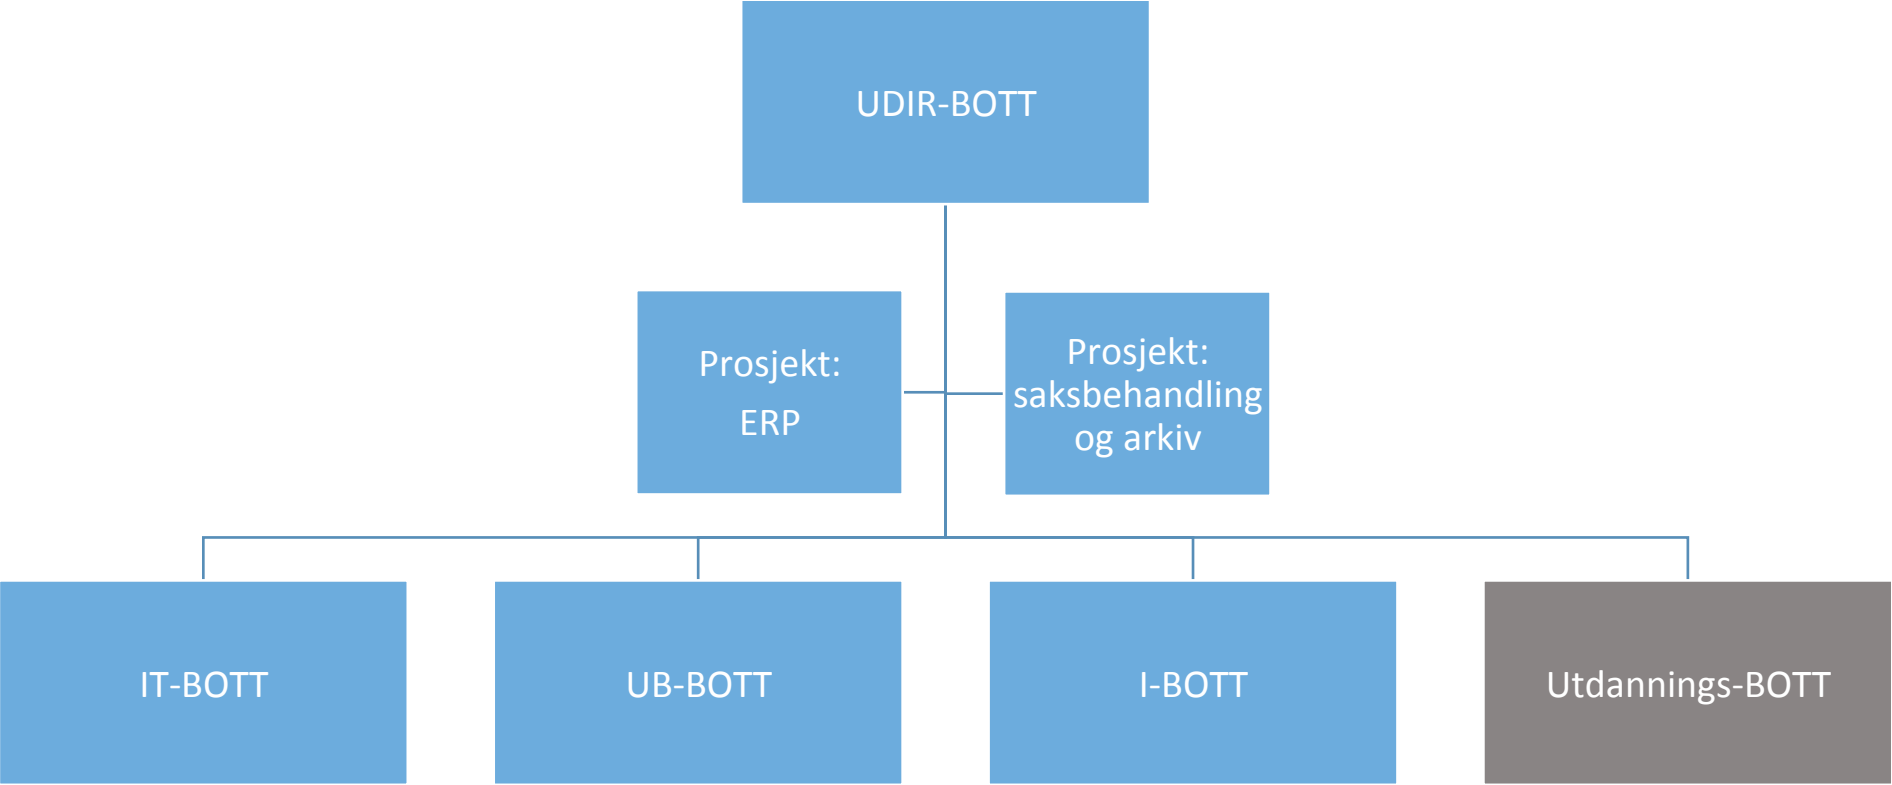 UDIR-BOTT
Prosjekt:
ERP
Prosjekt:
saksbehandling
og arkiv
IT-BOTT
UB-BOTT
I-BOTT
Utdannings-BOTT